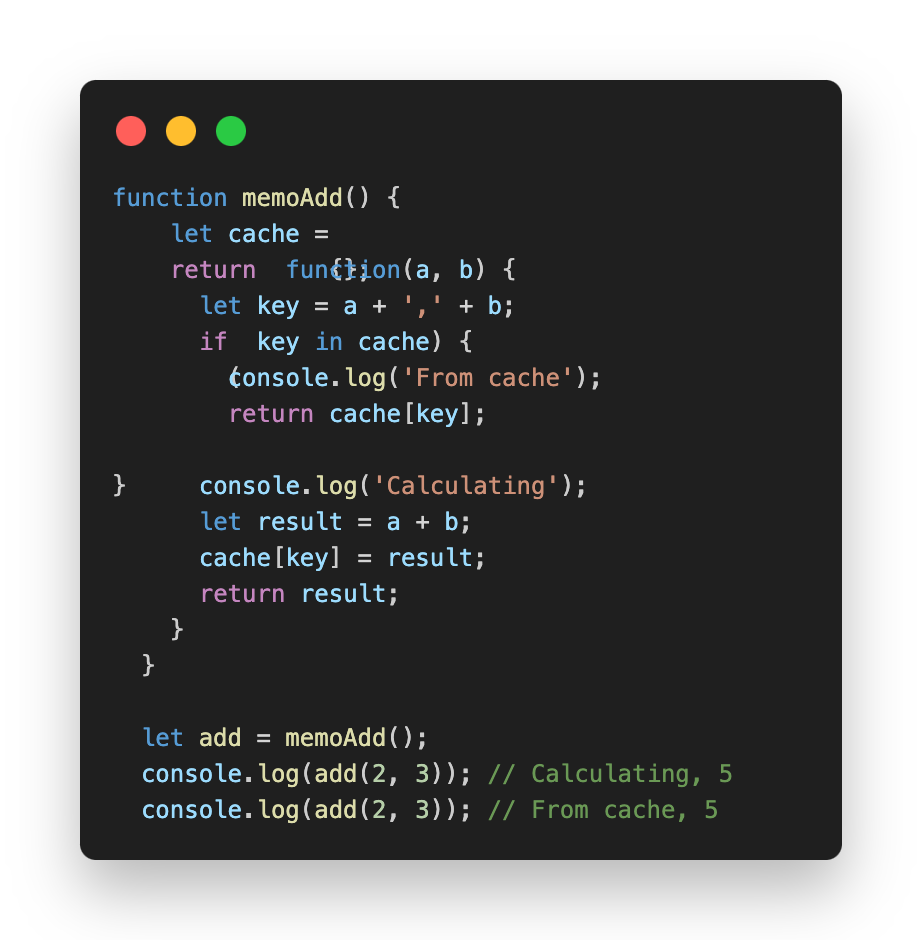 function memoAdd() {
    let cache =
    return  function(a, b) {
               {};
      let key = a + ',' + b;
      if  key in cache) {
        (
        console.log('From cache');
        return cache[key];

}     console.log('Calculating');
      let result = a + b;
      cache[key] = result;
      return result;
    }
  }

  let add = memoAdd();
  console.log(add(2, 3)); // Calculating, 5
  console.log(add(2, 3)); // From cache, 5